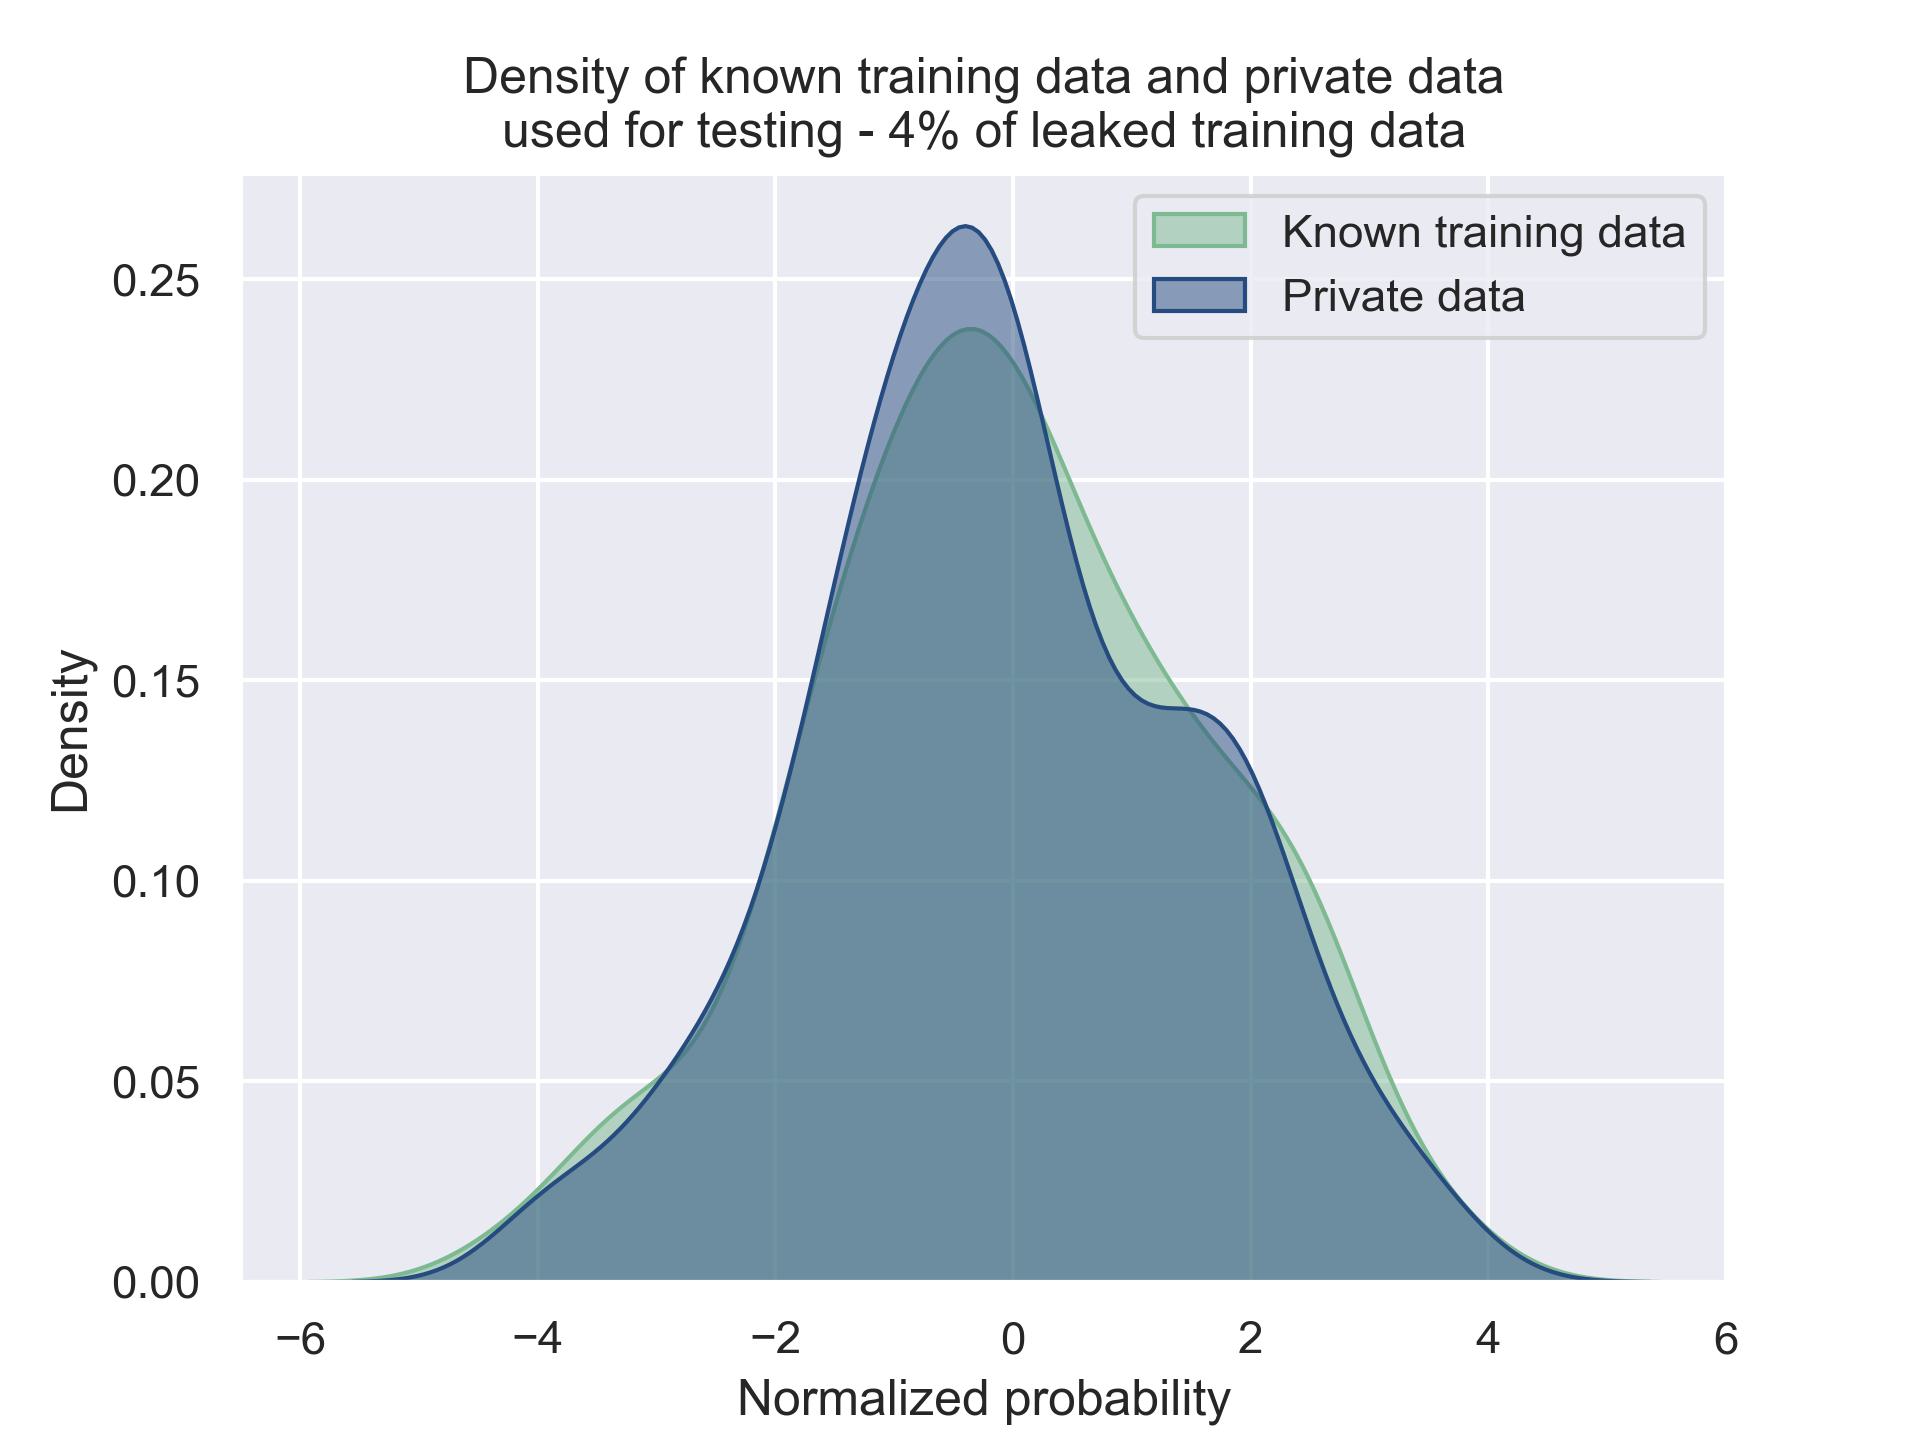 Density of known training data and private data
used for testing - 4% of leaked training data
Known training data
Private data
0.25
0.20
0.15
0.10
0.05
0.00
Density
−6 −4 −2 0 2 4 6
Normalized probability